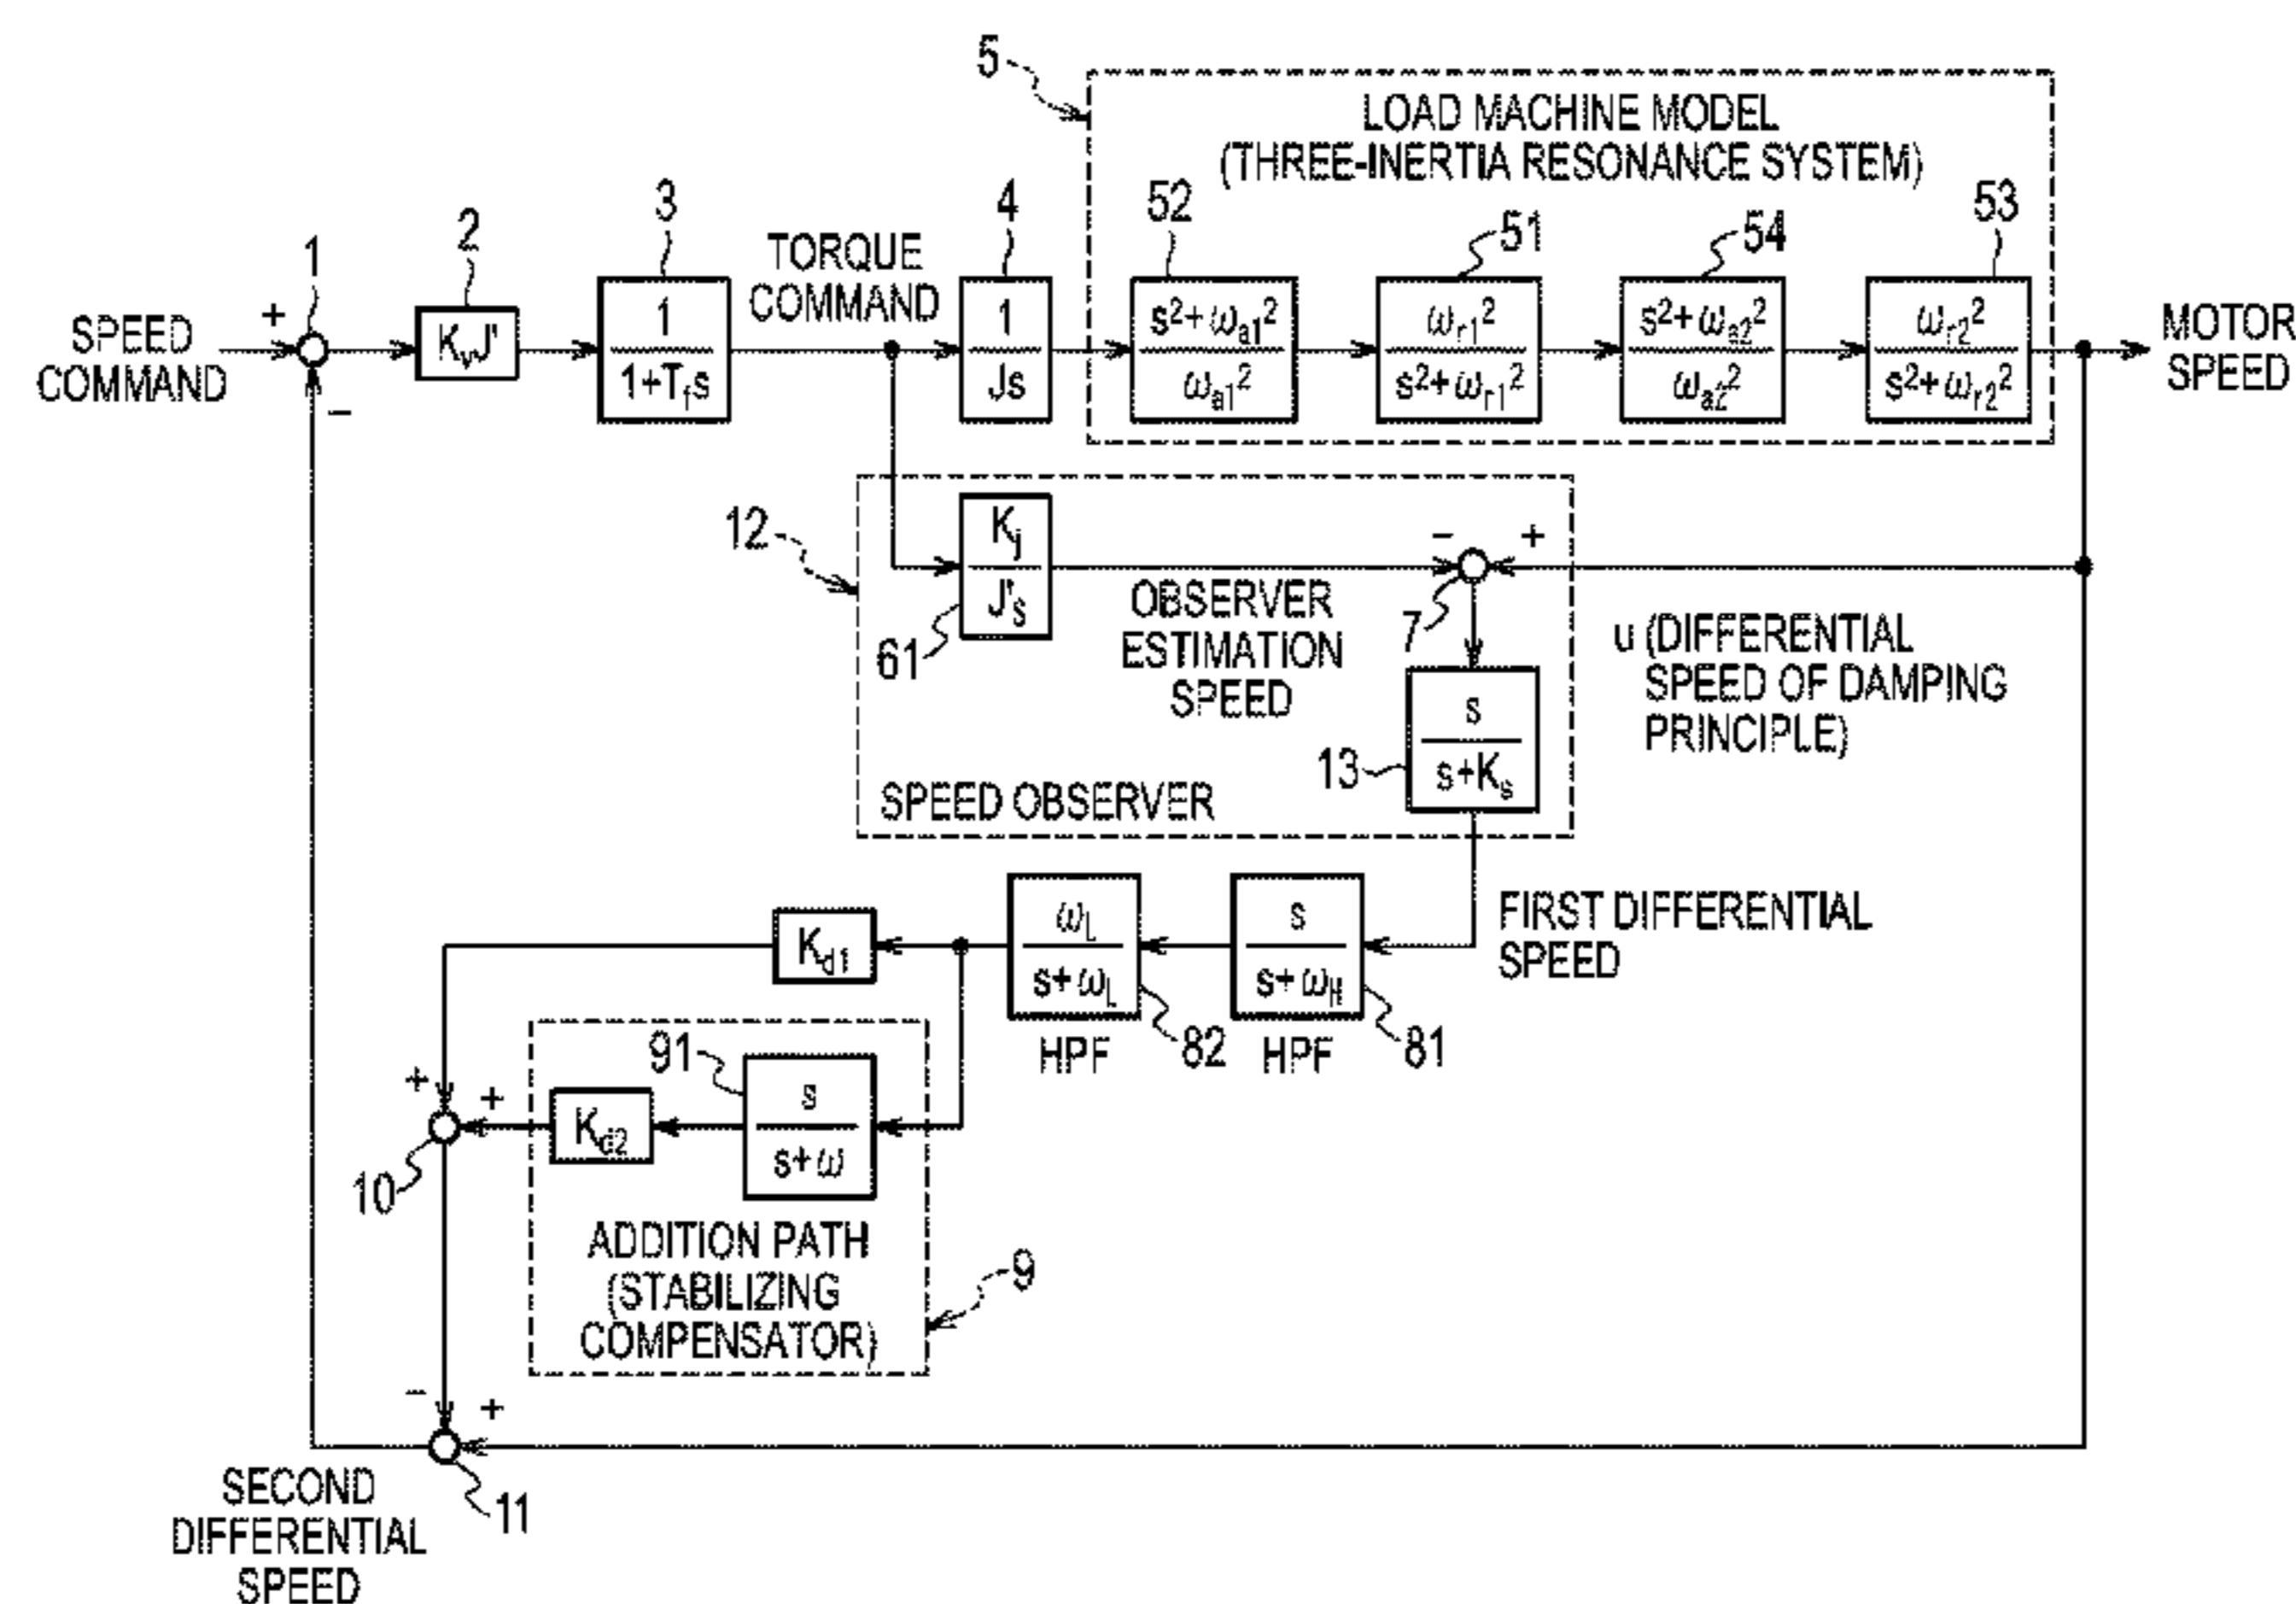 5
LOAD MACHINE MODEL
(THREE-INERTIA RESONANCE SYSTEM)
1
2
3
4
52
51
54
53
TORQUE
COMMAND
SPEED
COMMAND
+
−
KvJ'
1
1+Tfs
1
Js
s²+ωa1²
ωa1²
ωr1²
s²+ωr1²
s²+ωa2²
ωa2²
ωr2²
s²+ωr2²
MOTOR
SPEED
12
Kj
J's
61
−
+
7
OBSERVER
ESTIMATION
SPEED
u (DIFFERENTIAL
SPEED OF DAMPING
PRINCIPLE)
s
s+Ks
13
SPEED OBSERVER
FIRST DIFFERENTIAL
SPEED
Kd1
ωL
s+ωL
82
HPF
s
s+ωH
81
HPF
91
+
+
Kd2
s
s+ω
10
ADDITION PATH
(STABILIZING
COMPENSATOR)
9
−
+
11
SECOND
DIFFERENTIAL
SPEED